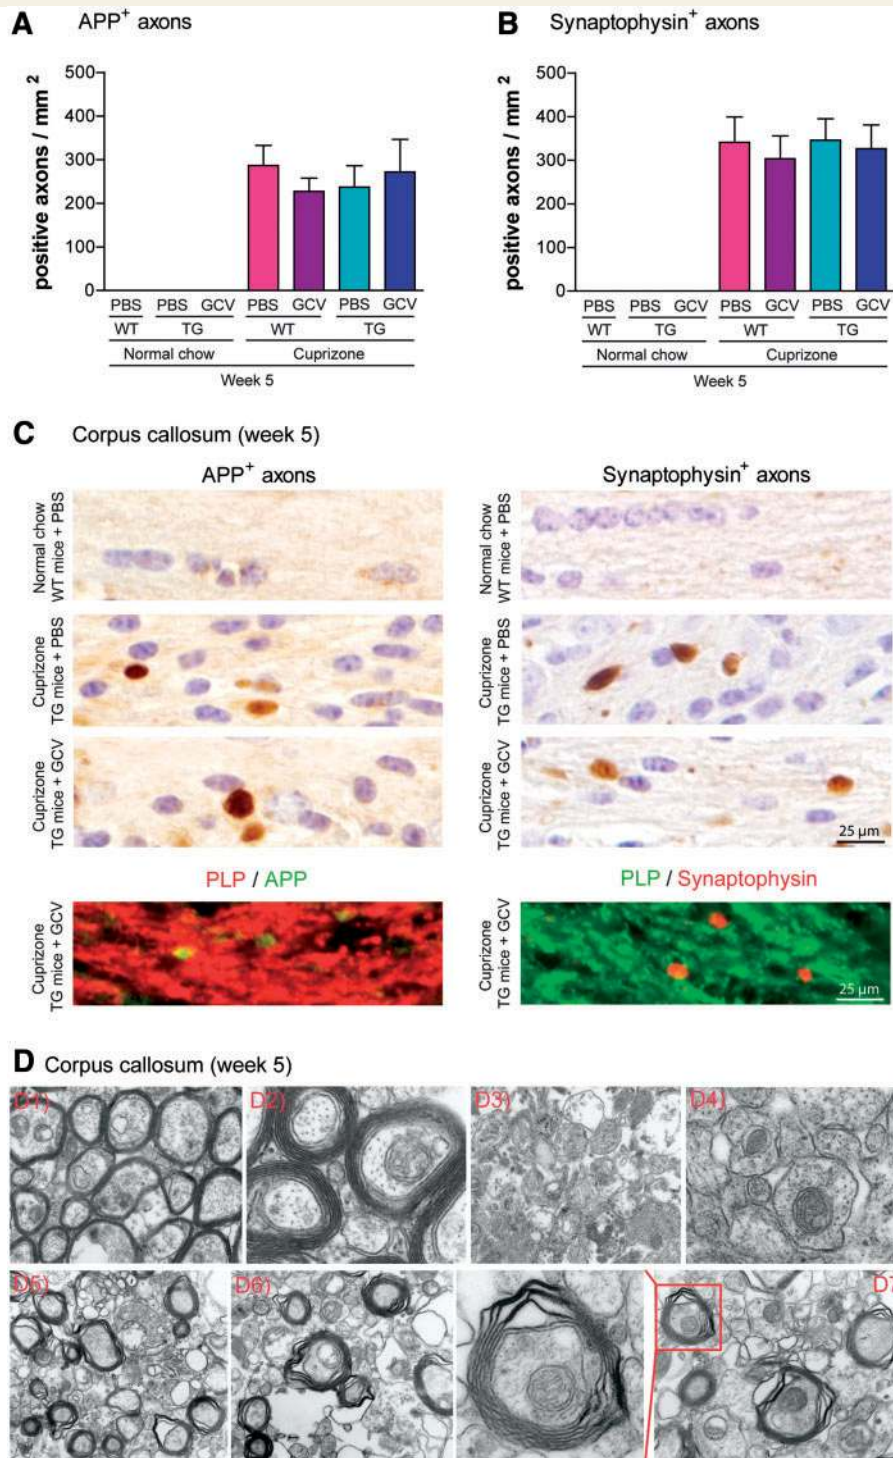 A APP+ axons
positive axons / mm2
500
400
300
200
100
0
PBS PBS GCV PBS GCV PBS GCV
WT TG WT TG
Normal chow Cuprizone
Week 5
B Synaptophysin+ axons
positive axons / mm2
500
400
300
200
100
0
PBS PBS GCV PBS GCV PBS GCV
WT TG WT TG
Normal chow Cuprizone
Week 5
C Corpus callosum (week 5)
APP+ axons
Synaptophysin+ axons
Normal chow
WT mice + PBS
Normal chow
WT mice + PBS
Cuprizone
TG mice + PBS
Cuprizone
TG mice + PBS
Cuprizone
TG mice + GCV
Cuprizone
TG mice + GCV
25 µm
PLP / APP
PLP / Synaptophysin
Cuprizone
TG mice + GCV
Cuprizone
TG mice + GCV
25 µm
D Corpus callosum (week 5)
D1) D2) D3) D4)
D5) D6) D7